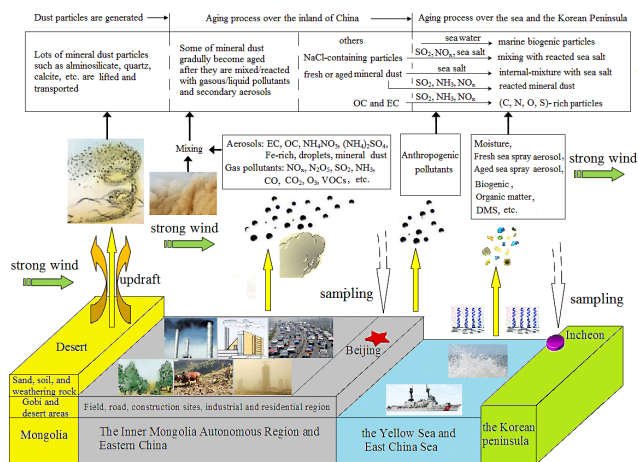 Dust particles are generated
Aging process over the inland of China
Aging process over the sea and the Korean Peninsula
Lots of mineral dust particles
such as alminosilicate, quartz,
calcite, etc. are lifted and
transported
Some of mineral dust
gradually become aged
after they are mixed/reacted
with gasous/liquid pollutants
and secondary aerosols
others
sea water
marine biogenic particles
NaCl-containing particles
SO2, NOx, sea salt
mixing with reacted sea salt
fresh or aged mineral dust
sea salt
internal-mixture with sea salt
SO2, NH3, NOx
reacted mineral dust
OC and EC
SO2, NH3, NOx
(C, N, O, S)- rich particles
Mixing
Aerosols: EC, OC, NH4NO3, (NH4)2SO4,
Fe-rich, droplets, mineral dust
Gas pollutants: NOx, N2O5, SO2, NH3,
CO, CO2, O3, VOCs, etc.
Anthropogenic
pollutants
Moisture,
Fresh sea spray aerosol,
Aged sea spray aerosol,
Biogenic,
Organic matter,
DMS, etc.
strong wind
strong wind
strong wind
updraft
sampling
sampling
Desert
Beijing
Incheon
Sand, soil, and
weathering rock
Gobi and
desert areas
Field, road, construction sites, industrial and residential region
Mongolia
The Inner Mongolia Autonomous Region and
Eastern China
the Yellow Sea and
East China Sea
the Korean
peninsula